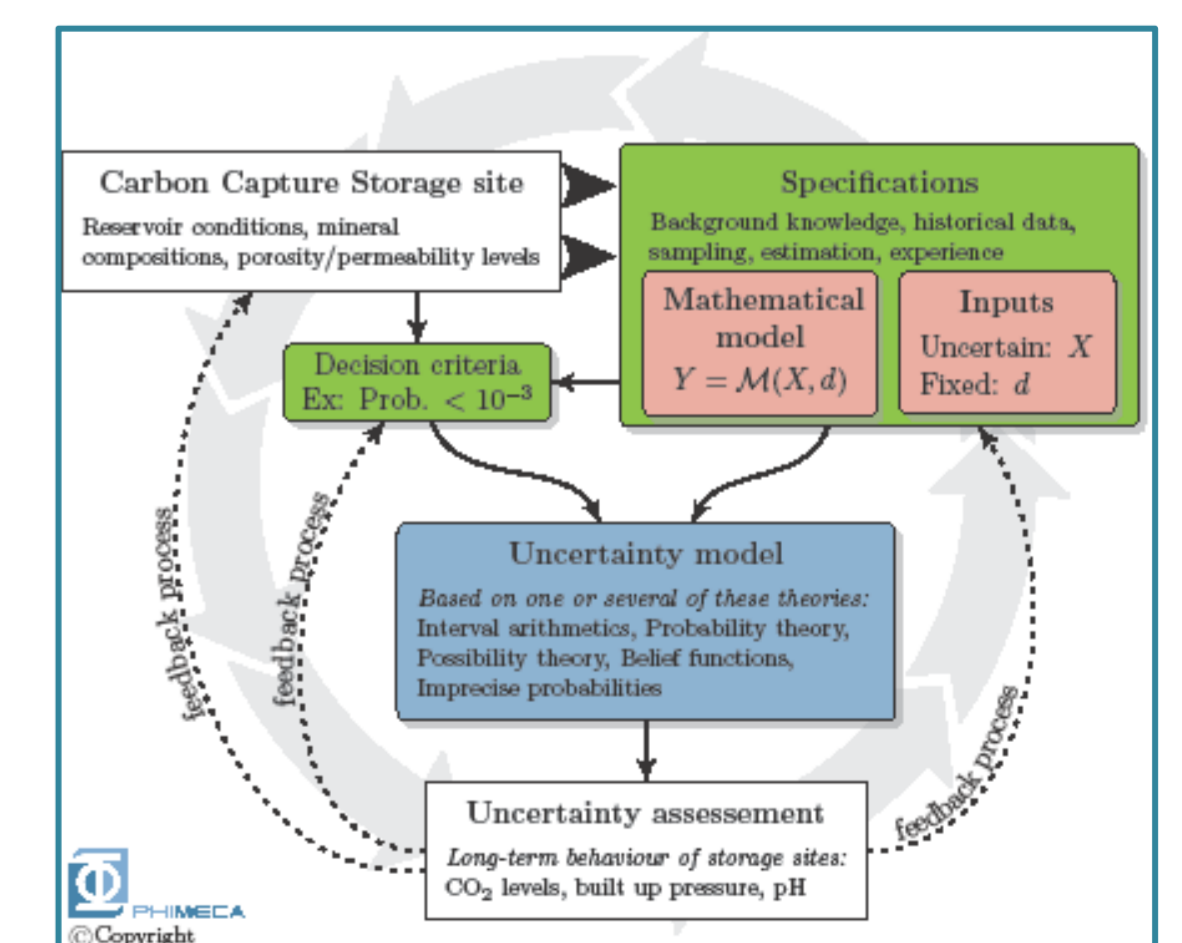 Carbon Capture Storage site
Reservoir conditions, mineral
compositions, porosity/permeability levels
Specifications
Background knowledge, historical data,
sampling, estimation, experience
Mathematical
model
Y = M(X, d)
Inputs
Uncertain: X
Fixed: d
Decision criteria
Ex: Prob. < 10⁻³
Uncertainty model
Based on one or several of these theories:
Interval arithmetics, Probability theory,
Possibility theory, Belief functions,
Imprecise probabilities
feedback process
feedback process
feedback process
Uncertainty assessement
Long-term behaviour of storage sites:
CO₂ levels, built up pressure, pH
PHIMECA
©Copyright